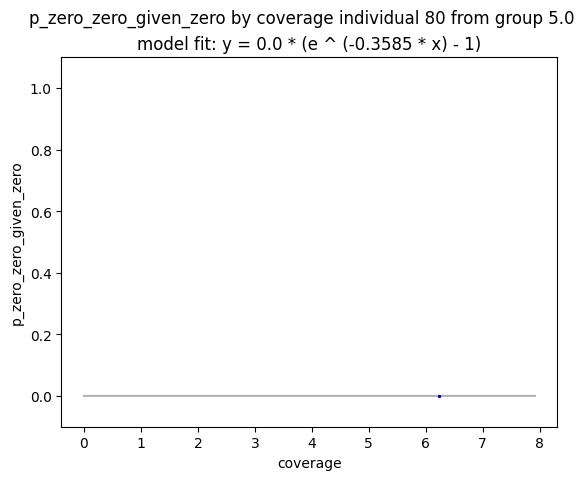 p_zero_zero_given_zero by coverage individual 80 from group 5.0
model fit: y = 0.0 * (e ^ (-0.3585 * x) - 1)
1.0
0.8
0.6
0.4
0.2
0.0
p_zero_zero_given_zero
0 1 2 3 4 5 6 7 8
coverage